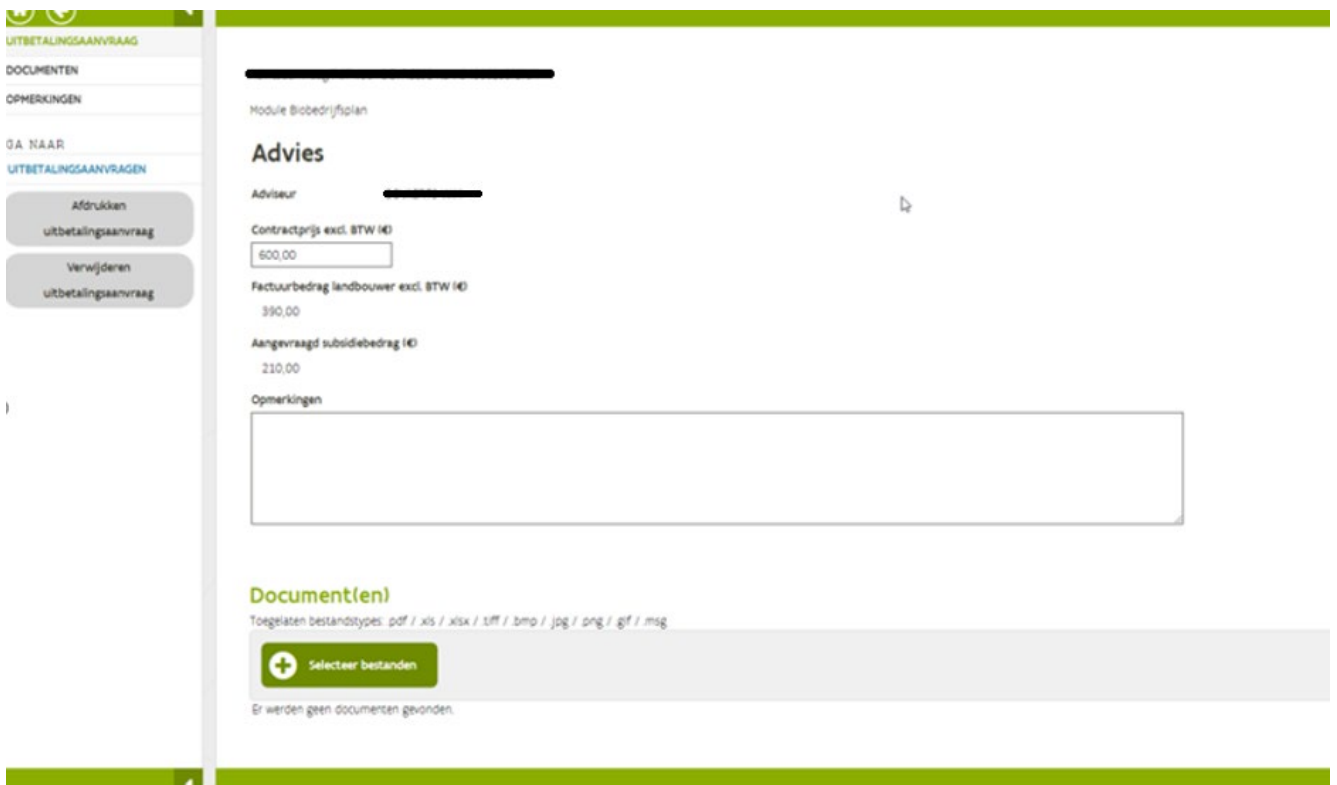 UITBETALINGSAANVRAAG
DOCUMENTEN
OPMERKINGEN
GA NAAR
UITBETALINGSAANVRAGEN
Afdrukken
uitbetalingsaanvraag
Verwijderen
uitbetalingsaanvraag
Module Biobedrijfsplan
Advies
Adviseur
Contractprijs excl. BTW (€)
600,00
Factuurbedrag landbouwer excl. BTW (€)
390,00
Aangevraagd subsidiebedrag (€)
210,00
Opmerkingen
Document(en)
Toegelaten bestandstypes: .pdf / .xls / .xlsx / .tiff / .bmp / .jpg / .png / .gif / .msg
Selecteer bestanden
Er werden geen documenten gevonden.